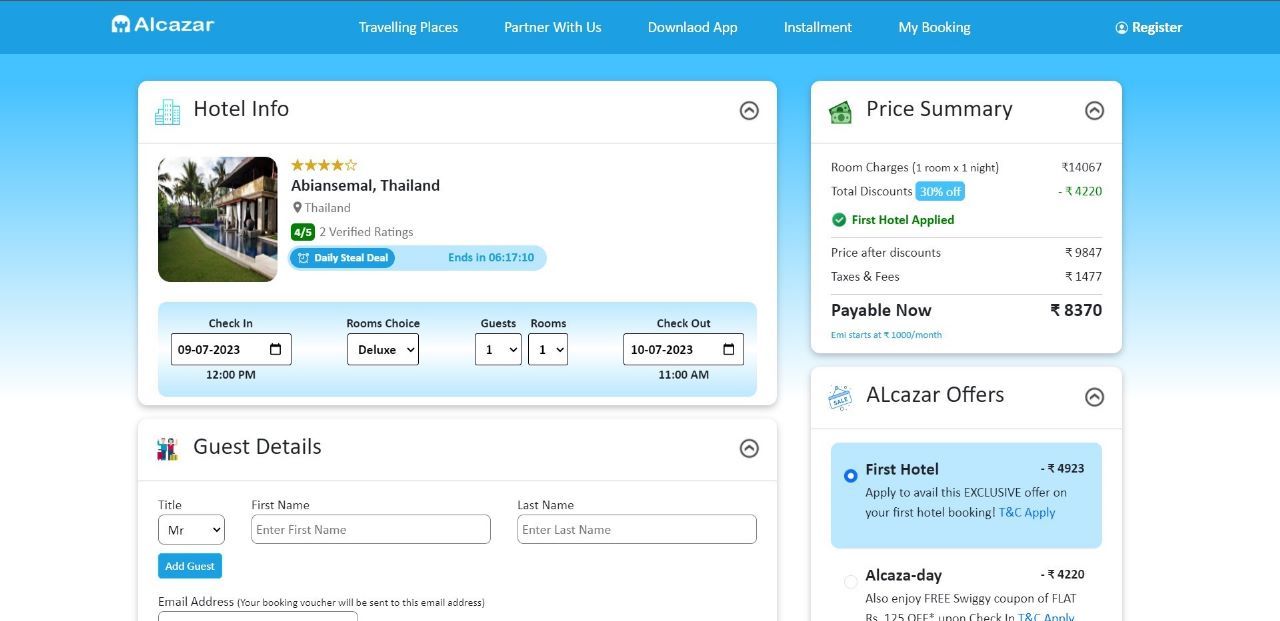 Alcazar
Travelling Places
Partner With Us
Downlaod App
Installment
My Booking
Register
Hotel Info
Abiansemal, Thailand
Thailand
4/5 2 Verified Ratings
Daily Steal Deal Ends in 06:17:10
Check In
09-07-2023
12:00 PM
Rooms Choice
Deluxe
Guests
1
Rooms
1
Check Out
10-07-2023
11:00 AM
Guest Details
Title
Mr
First Name
Enter First Name
Last Name
Enter Last Name
Add Guest
Email Address (Your booking voucher will be sent to this email address)
Price Summary
Room Charges (1 room x 1 night) ₹14067
Total Discounts 30% off - ₹ 4220
First Hotel Applied
Price after discounts ₹ 9847
Taxes & Fees ₹ 1477
Payable Now ₹ 8370
Emi starts at ₹ 1000/month
ALcazar Offers
First Hotel - ₹ 4923
Apply to avail this EXCLUSIVE offer on
your first hotel booking! T&C Apply
Alcaza-day - ₹ 4220
Also enjoy FREE Swiggy coupon of FLAT
Rs. 125 OFF* upon Check In T&C Apply
SALE